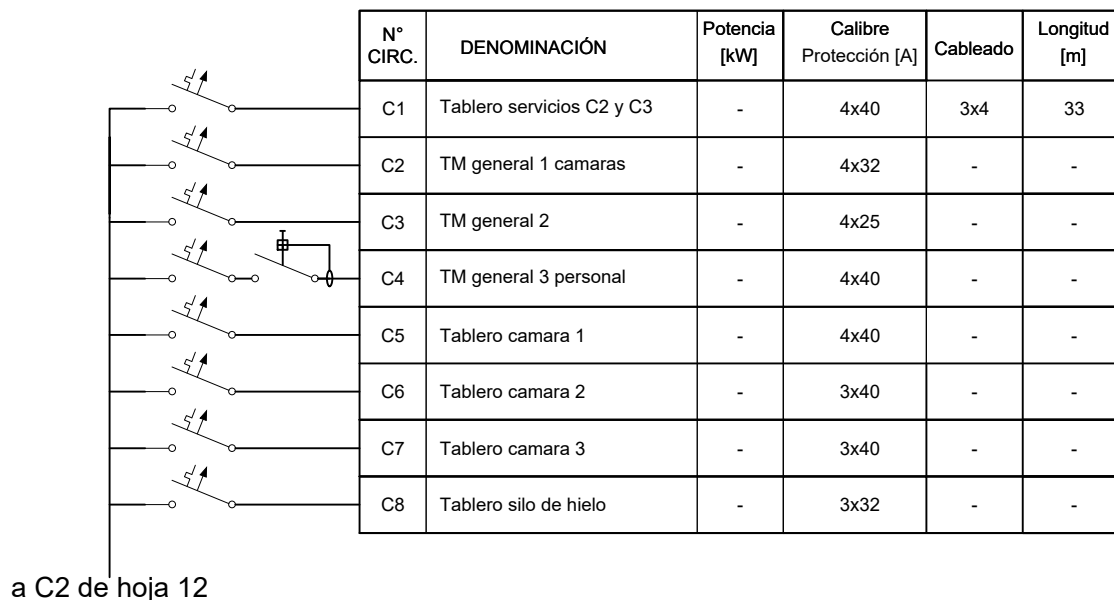 N° CIRC. DENOMINACIÓN Potencia [kW] Calibre Protección [A] Cableado Longitud [m]
C1 Tablero servicios C2 y C3 - 4x40 3x4 33
C2 TM general 1 camaras - 4x32 - -
C3 TM general 2 - 4x25 - -
C4 TM general 3 personal - 4x40 - -
C5 Tablero camara 1 - 4x40 - -
C6 Tablero camara 2 - 3x40 - -
C7 Tablero camara 3 - 3x40 - -
C8 Tablero silo de hielo - 3x32 - -
a C2 de hoja 12